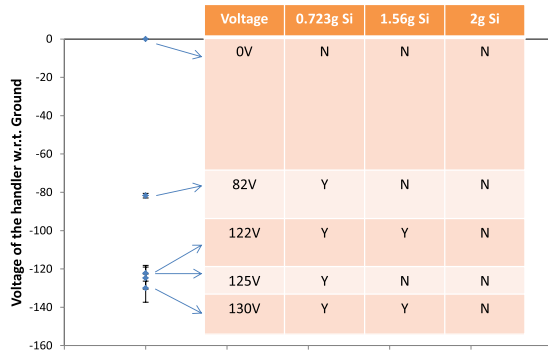 Voltage 0.723g Si 1.56g Si 2g Si
0V N N N
82V Y N N
122V Y Y N
125V Y N N
130V Y Y N
Voltage of the handler w.r.t. Ground
0
-20
-40
-60
-80
-100
-120
-140
-160